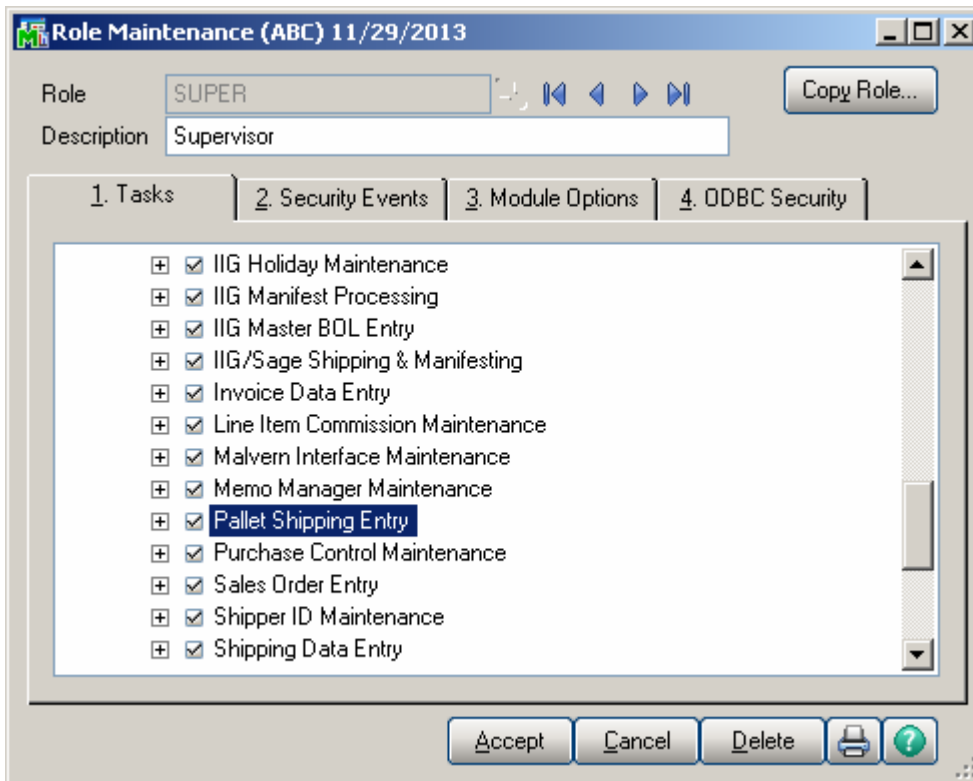 Role Maintenance (ABC) 11/29/2013
Role SUPER Copy Role...
Description Supervisor
1. Tasks 2. Security Events 3. Module Options 4. ODBC Security
IIG Holiday Maintenance
IIG Manifest Processing
IIG Master BOL Entry
IIG/Sage Shipping & Manifesting
Invoice Data Entry
Line Item Commission Maintenance
Malvern Interface Maintenance
Memo Manager Maintenance
Pallet Shipping Entry
Purchase Control Maintenance
Sales Order Entry
Shipper ID Maintenance
Shipping Data Entry
Accept Cancel Delete ?